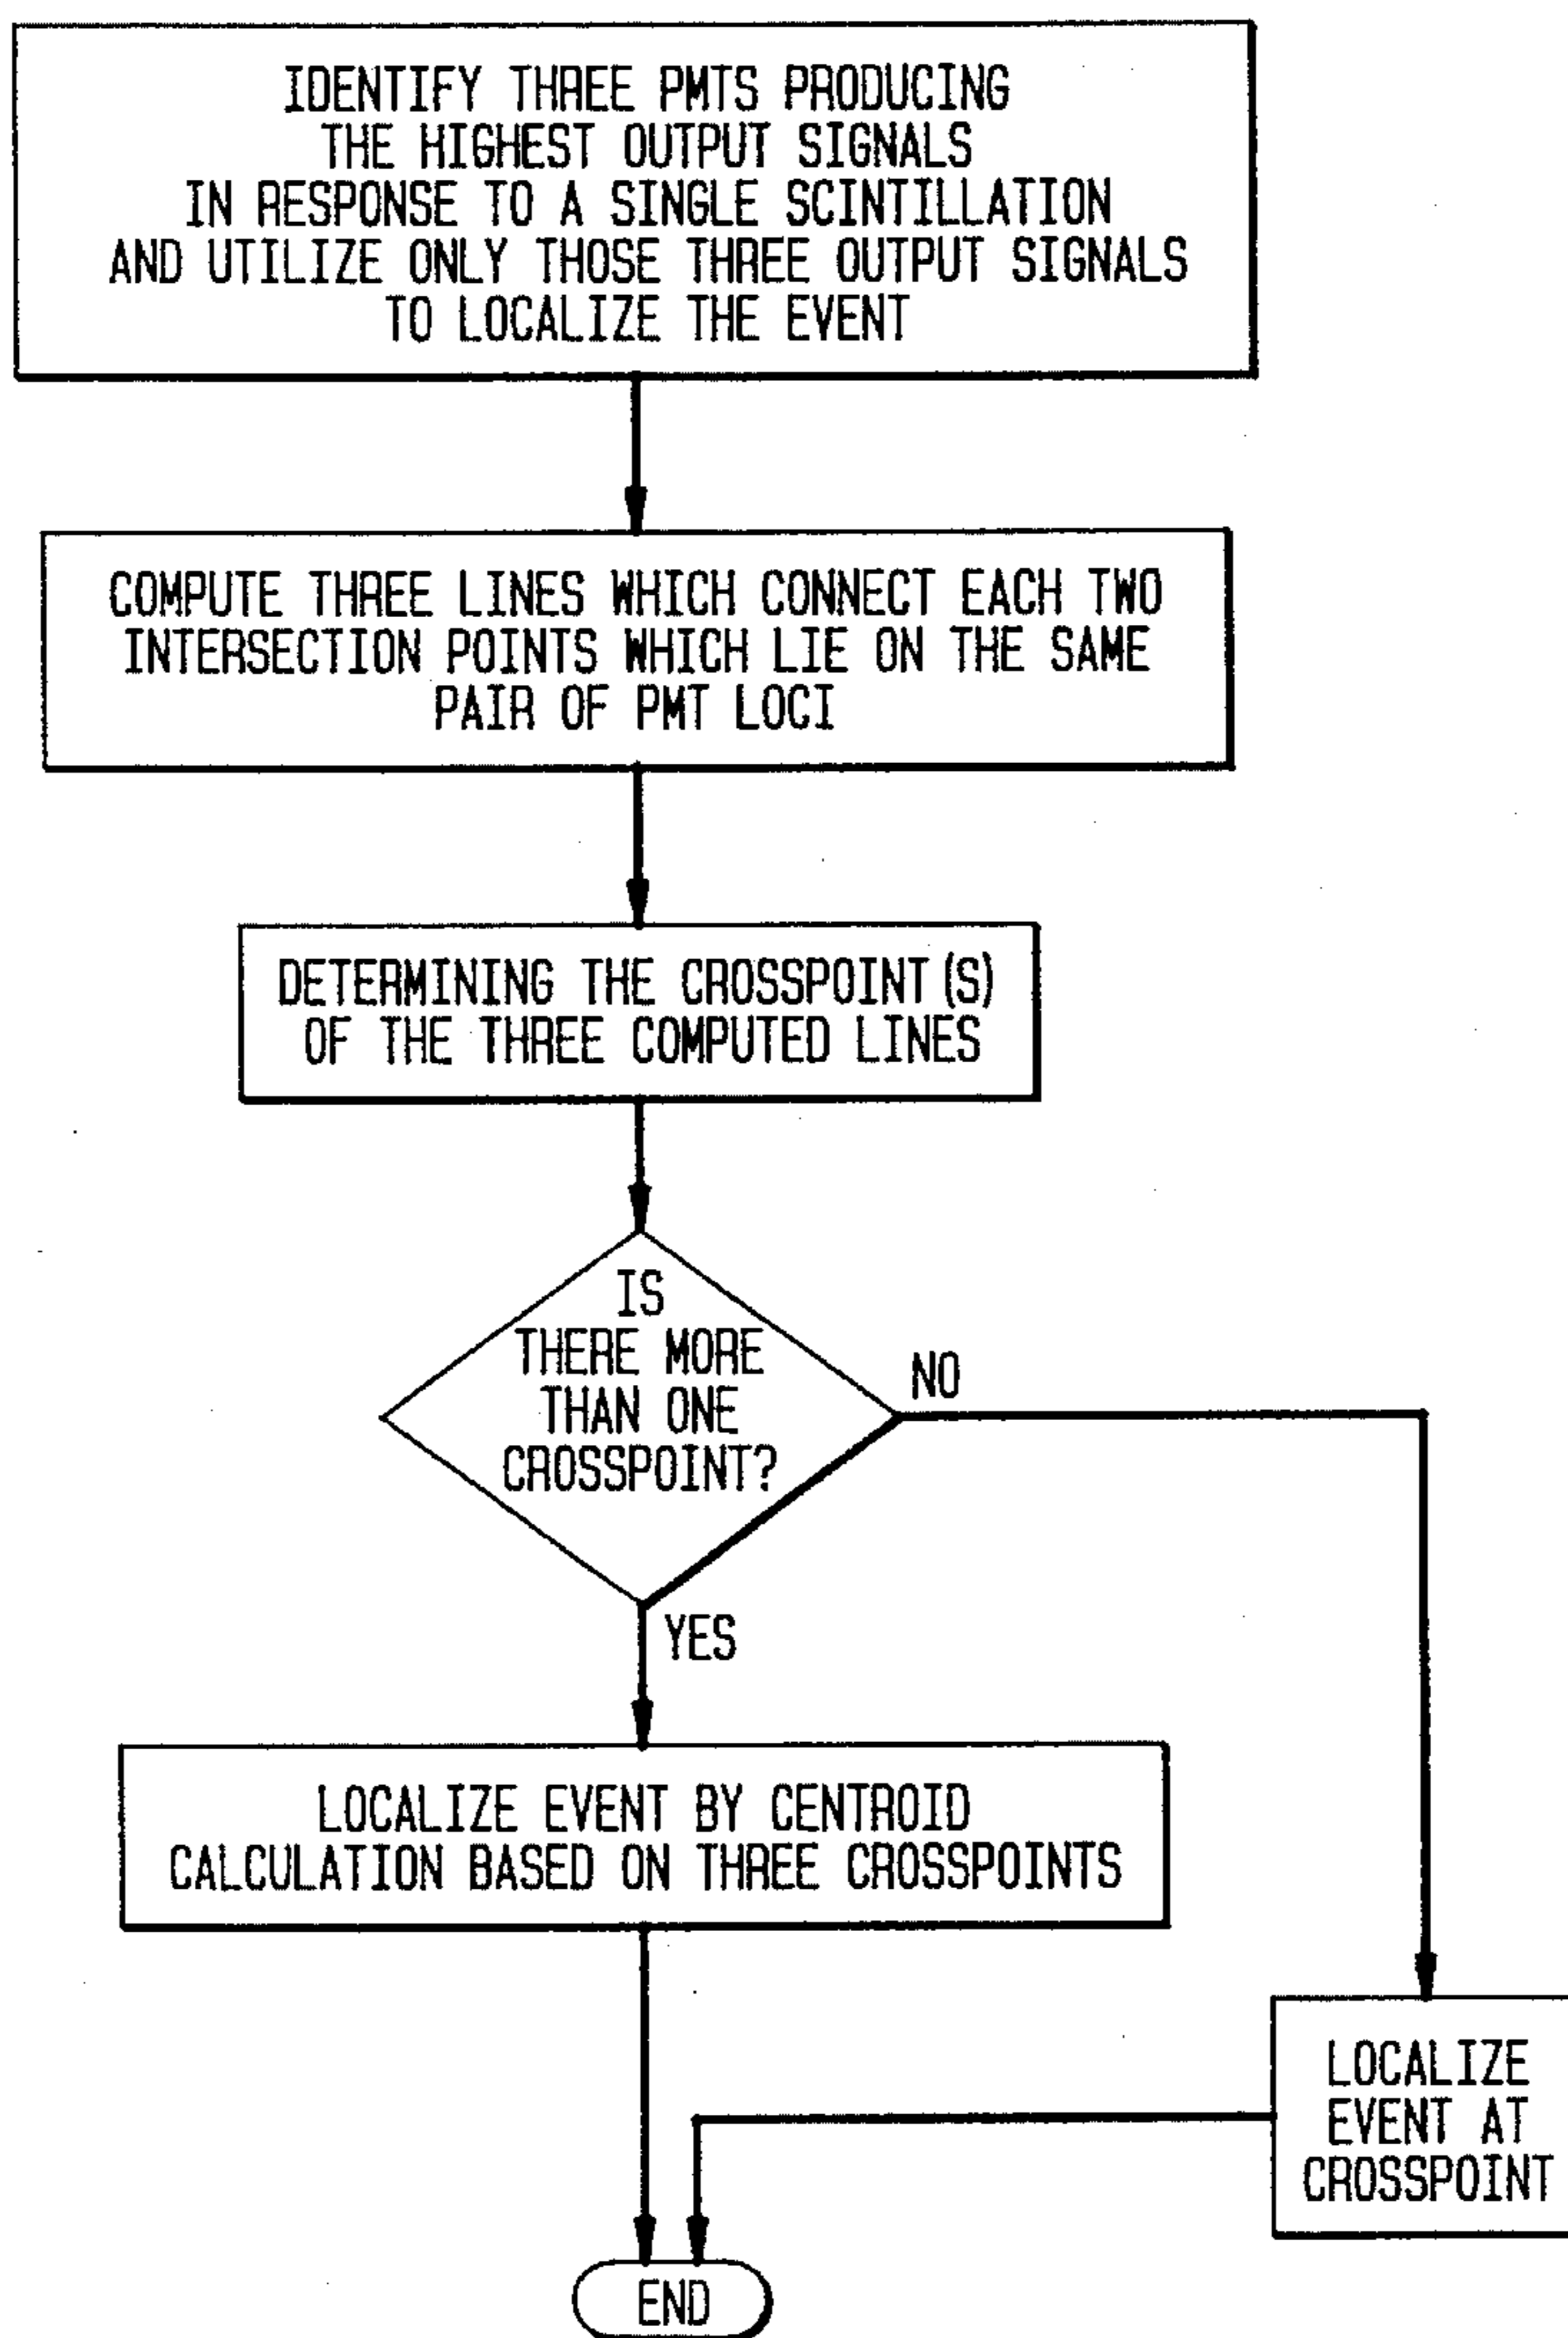 IDENTIFY THREE PMTS PRODUCING
THE HIGHEST OUTPUT SIGNALS
IN RESPONSE TO A SINGLE SCINTILLATION
AND UTILIZE ONLY THOSE THREE OUTPUT SIGNALS
TO LOCALIZE THE EVENT
COMPUTE THREE LINES WHICH CONNECT EACH TWO
INTERSECTION POINTS WHICH LIE ON THE SAME
PAIR OF PMT LOCI
DETERMINING THE CROSSPOINT(S)
OF THE THREE COMPUTED LINES
IS
THERE MORE
THAN ONE
CROSSPOINT?
NO
YES
LOCALIZE EVENT BY CENTROID
CALCULATION BASED ON THREE CROSSPOINTS
LOCALIZE
EVENT AT
CROSSPOINT
END